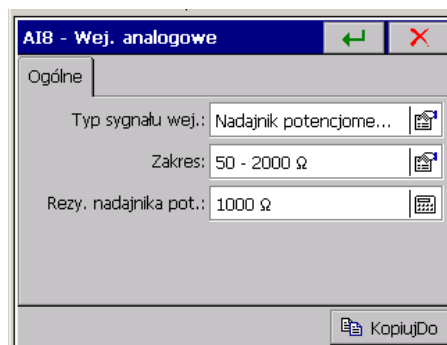 AI8 - Wej. analogowe
Ogólne
Typ sygnału wej.: Nadajnik potencjome...
Zakres: 50 - 2000 Ω
Rezy. nadajnika pot.: 1000 Ω
KopiujDo